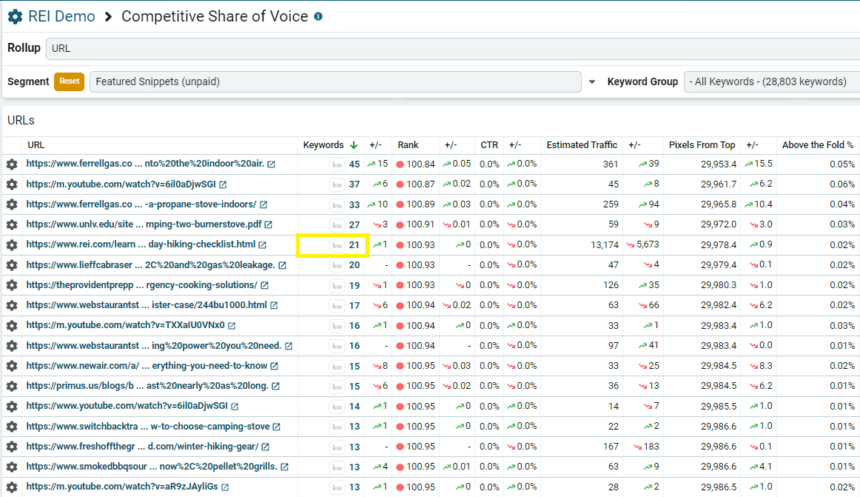 REI Demo > Competitive Share of Voice
Rollup URL
Segment Reset Featured Snippets (unpaid) Keyword Group - All Keywords - (28,803 keywords)
URLs
URL Keywords +/- Rank +/- CTR +/- Estimated Traffic +/- Pixels From Top +/- Above the Fold %
https://www.ferrellgas.co ... nto%20the%20indoor%20air. kw 45 15 100.84 0.05 0.0% 0.0% 361 39 29,953.4 15.5 0.05%
https://m.youtube.com/watch?v=6il0aDjwSGI kw 37 6 100.87 0.02 0.0% 0.0% 45 8 29,961.7 6.2 0.06%
https://www.ferrellgas.co ... -a-propane-stove-indoors/ kw 33 10 100.89 0.03 0.0% 0.0% 259 94 29,965.8 10.4 0.04%
https://www.unlv.edu/site ... mping-two-burnerstove.pdf kw 27 3 100.91 0.01 0.0% 0.0% 59 9 29,972.0 3.0 0.03%
https://www.rei.com/learn ... day-hiking-checklist.html kw 21 1 100.93 0 0.0% 0.0% 13,174 5,673 29,978.4 0.9 0.02%
https://www.lieffcabraser ... 2C%20and%20gas%20leakage. kw 20 - 100.93 - 0.0% 0.0% 47 4 29,979.4 0.1 0.02%
https://theprovidentprepp ... rgency-cooking-solutions/ kw 19 1 100.93 0 0.0% 0.0% 126 35 29,980.3 1.0 0.02%
https://www.webstaurantst ... ister-case/244bu1000.html kw 17 6 100.94 0.02 0.0% 0.0% 63 66 29,982.4 6.2 0.02%
https://m.youtube.com/watch?v=TXXaIU0VNx0 kw 16 1 100.94 0 0.0% 0.0% 33 1 29,983.4 1.0 0.03%
https://www.webstaurantst ... ing%20power%20you%20need. kw 16 - 100.94 - 0.0% 0.0% 97 41 29,983.4 0.0 0.01%
https://www.newair.com/a/ ... erything-you-need-to-know kw 15 8 100.95 0.03 0.0% 0.0% 33 25 29,984.5 8.3 0.02%
https://primus.us/blogs/b ... ast%20nearly%20as%20long. kw 15 6 100.95 0.02 0.0% 0.0% 36 13 29,984.5 6.2 0.01%
https://www.youtube.com/watch?v=6il0aDjwSGI kw 14 1 100.95 0 0.0% 0.0% 14 7 29,985.5 1.0 0.01%
https://www.switchbacktra ... w-to-choose-camping-stove kw 13 1 100.95 0 0.0% 0.0% 22 2 29,986.6 1.0 0.01%
https://www.freshoffthegr ... d.com/winter-hiking-gear/ kw 13 - 100.95 - 0.0% 0.0% 167 183 29,986.6 0.1 0.01%
https://www.smokedbbqsour ... now%2C%20pellet%20grills. kw 13 4 100.95 0.01 0.0% 0.0% 63 9 29,986.6 4.1 0.01%
https://m.youtube.com/watch?v=aR9zJAyliGs kw 13 1 100.95 0 0.0% 0.0% 28 2 29,986.5 1.0 0.02%